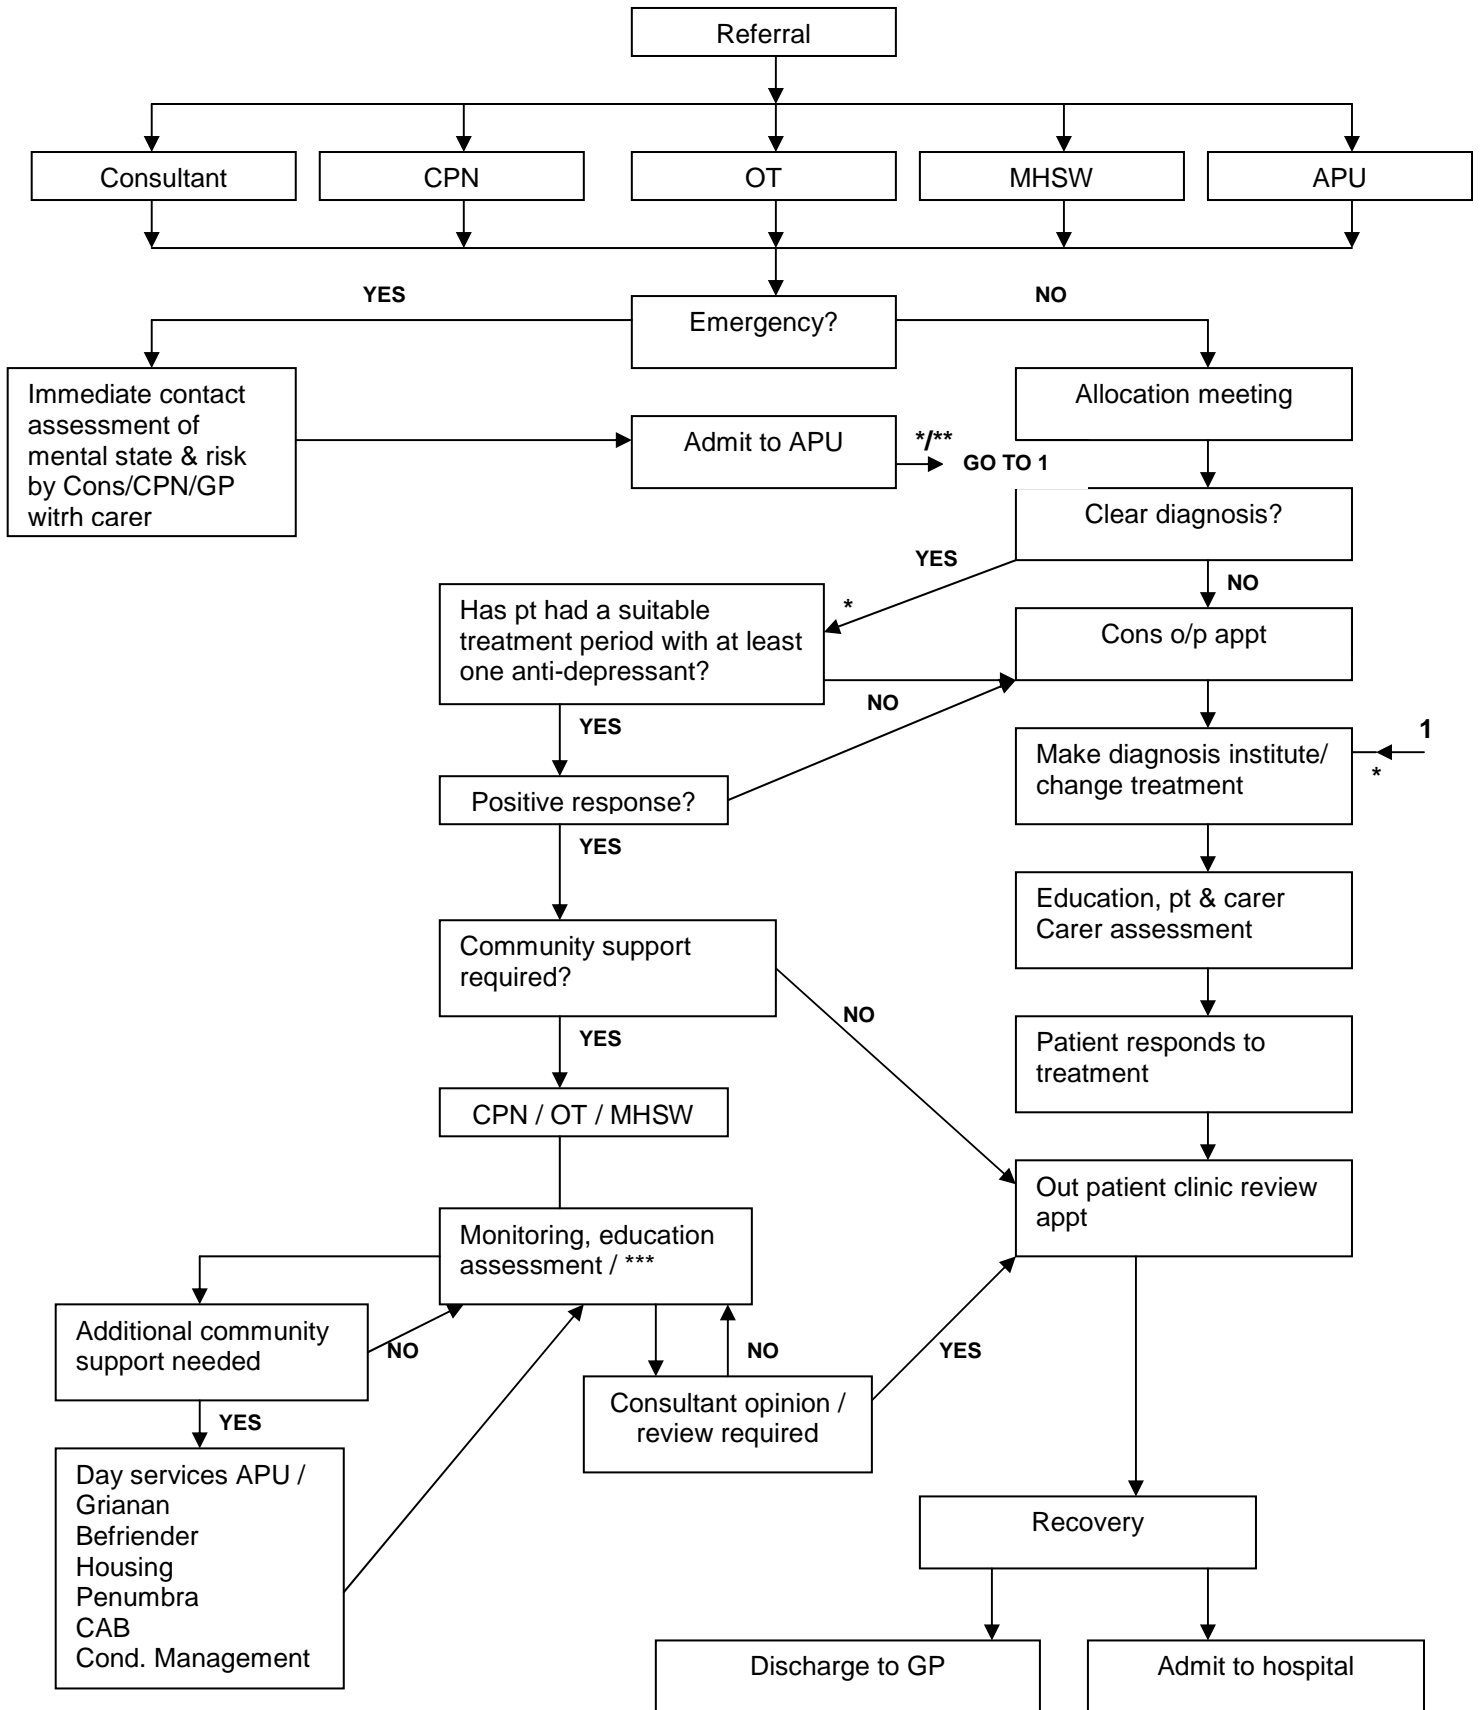 Referral
Consultant
CPN
OT
MHSW
APU
YES
Emergency?
NO
Immediate contact
assessment of
mental state & risk
by Cons/CPN/GP
witrh carer
Admit to APU
*/**
GO TO 1
Allocation meeting
Clear diagnosis?
YES
NO
*
Has pt had a suitable
treatment period with at least
one anti-depressant?
NO
Cons o/p appt
YES
Make diagnosis institute/
change treatment
1
*
Positive response?
YES
Education, pt & carer
Carer assessment
Community support
required?
NO
YES
Patient responds to
treatment
CPN / OT / MHSW
Out patient clinic review
appt
Monitoring, education
assessment / ***
Additional community
support needed
NO
NO
YES
Consultant opinion /
review required
YES
Day services APU /
Grianan
Befriender
Housing
Penumbra
CAB
Cond. Management
Recovery
Discharge to GP
Admit to hospital